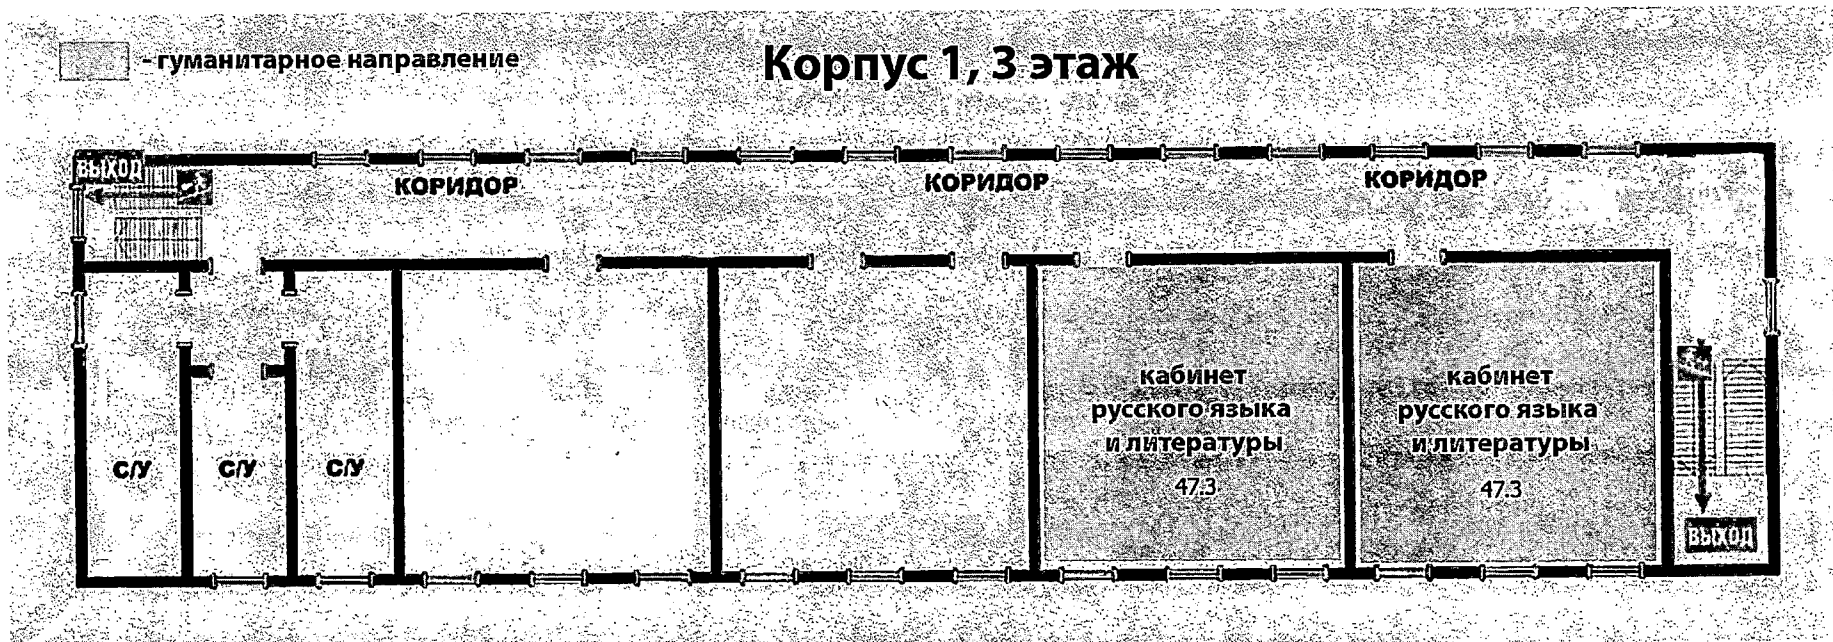 - гуманитарное направление
Корпус 1, 3 этаж
ВЫХОД
КОРИДОР
КОРИДОР
КОРИДОР
кабинет
русского языка
и литературы
47.3
кабинет
русского языка
и литературы
47.3
С/У
С/У
С/У
ВЫХОД